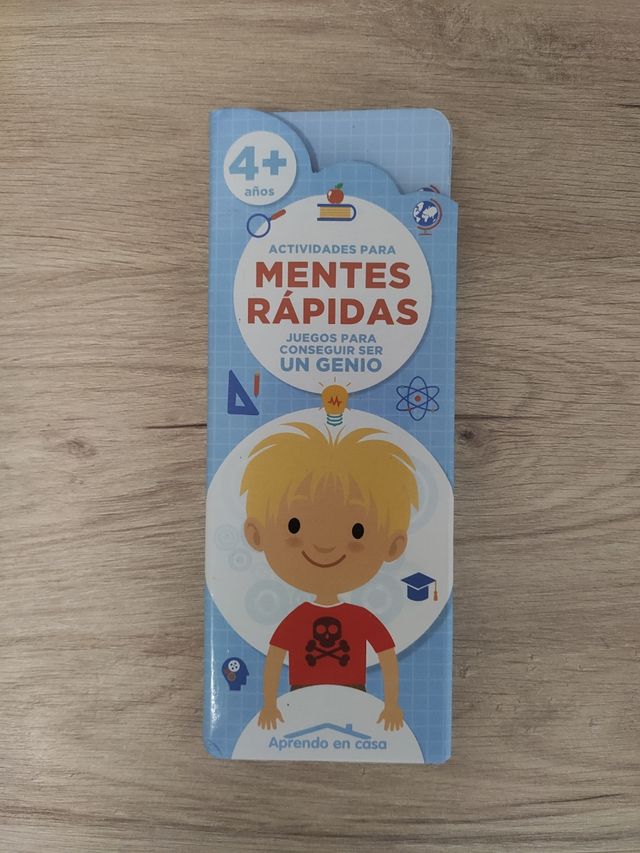 4+
años
ACTIVIDADES PARA
MENTES
RÁPIDAS
JUEGOS PARA
CONSEGUIR SER
UN GENIO
Aprendo en casa